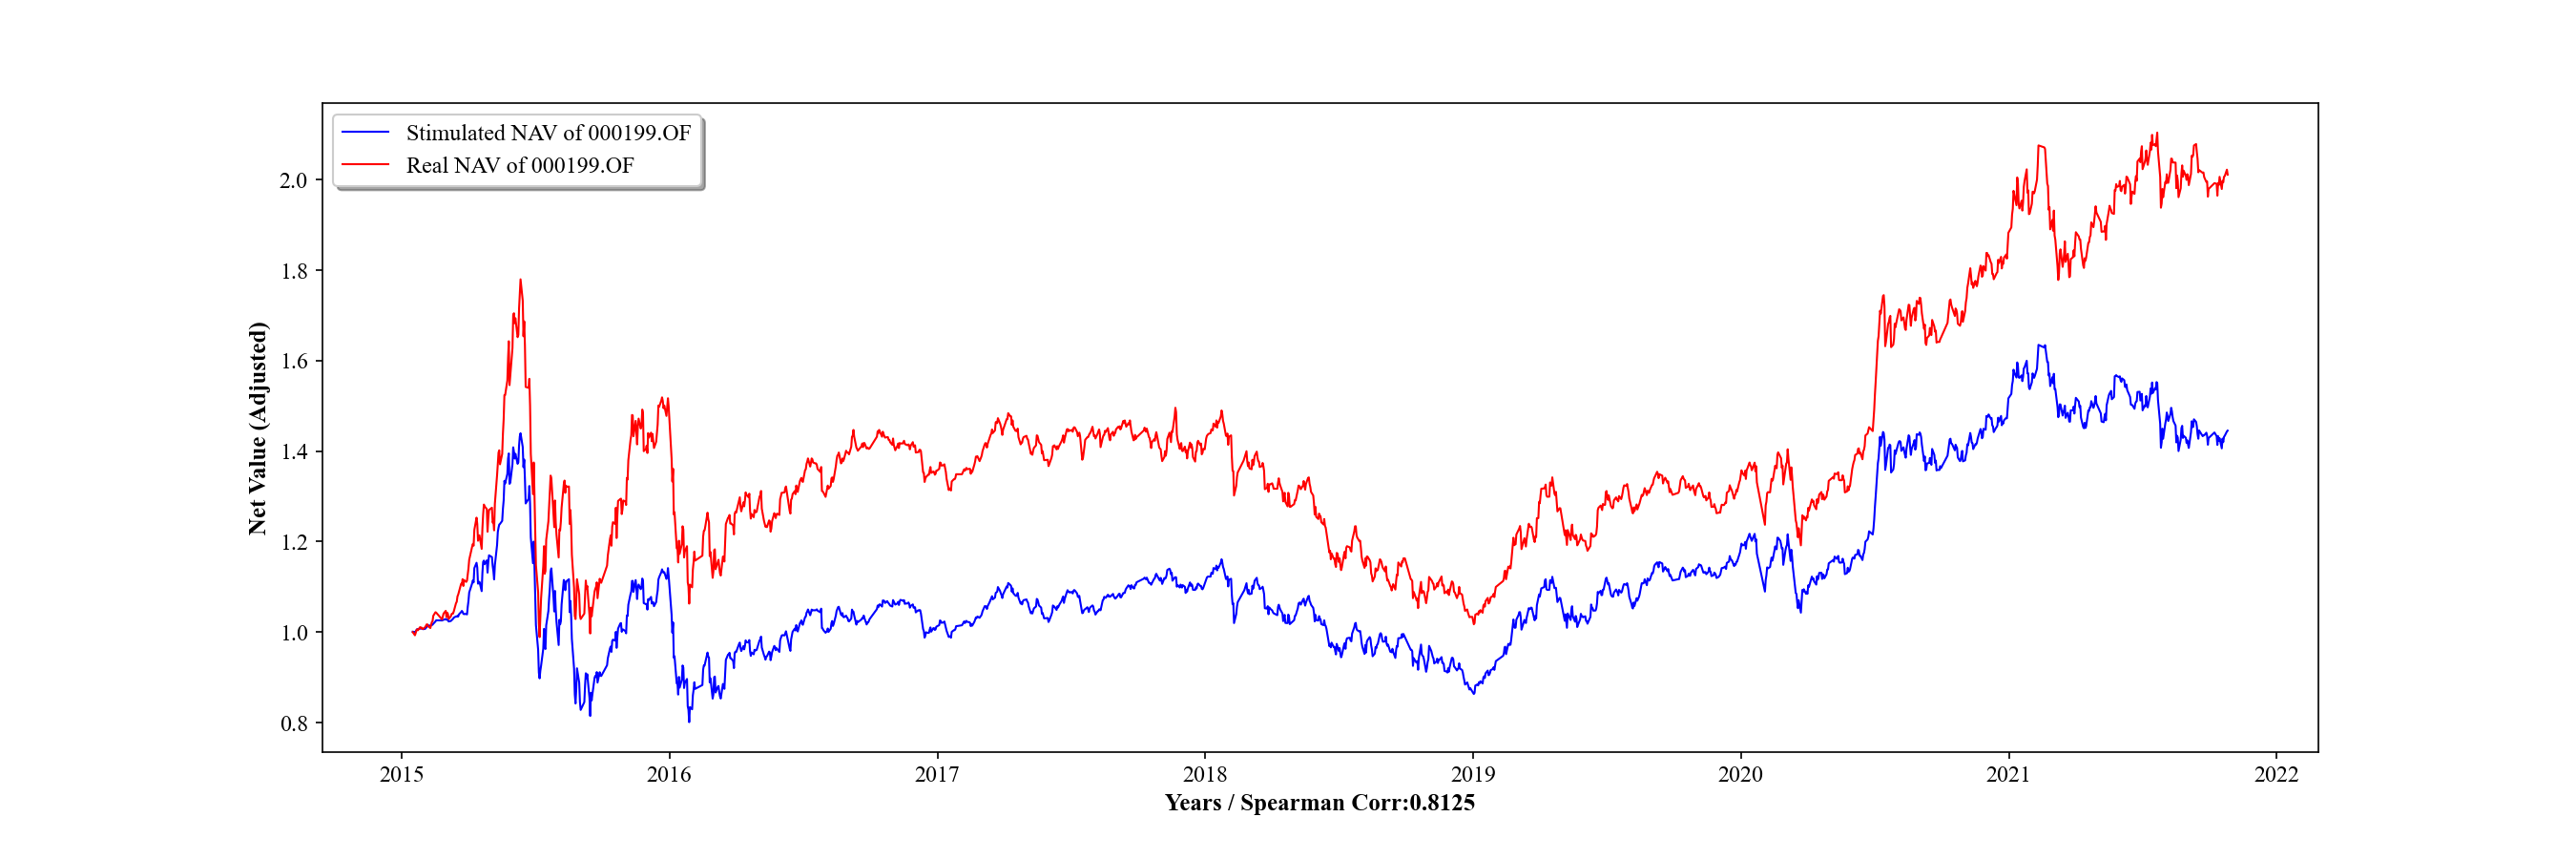 Stimulated NAV of 000199.OF
Real NAV of 000199.OF
Net Value (Adjusted)
2.0
1.8
1.6
1.4
1.2
1.0
0.8
2015 2016 2017 2018 2019 2020 2021 2022
Years / Spearman Corr:0.8125